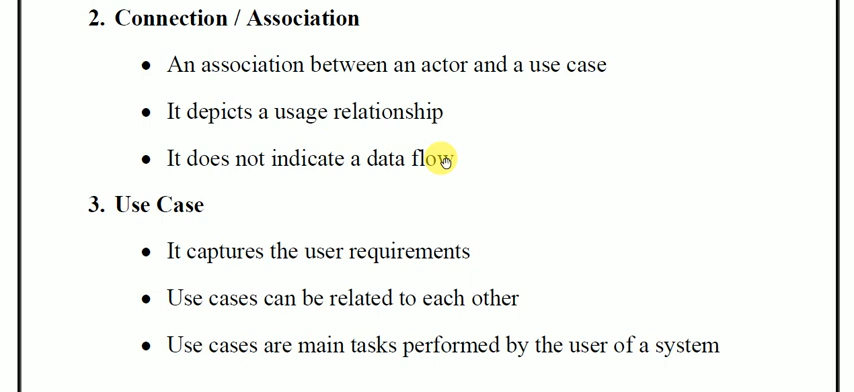 2. Connection / Association
• An association between an actor and a use case
• It depicts a usage relationship
• It does not indicate a data flow
3. Use Case
• It captures the user requirements
• Use cases can be related to each other
• Use cases are main tasks performed by the user of a system